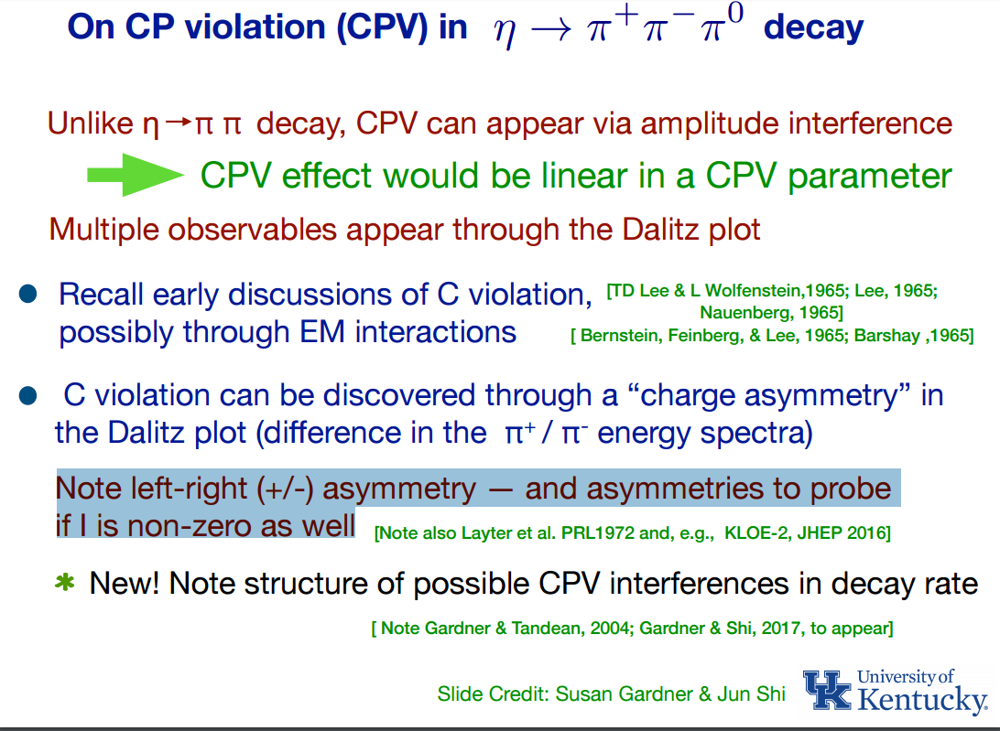 On CP violation (CPV) in η → π⁺π⁻π⁰ decay
Unlike η→π π decay, CPV can appear via amplitude interference
CPV effect would be linear in a CPV parameter
Multiple observables appear through the Dalitz plot
Recall early discussions of C violation, [TD Lee & L Wolfenstein,1965; Lee, 1965;
Nauenberg, 1965]
possibly through EM interactions [ Bernstein, Feinberg, & Lee, 1965; Barshay ,1965]
C violation can be discovered through a “charge asymmetry” in
the Dalitz plot (difference in the π⁺ / π⁻ energy spectra)
Note left-right (+/-) asymmetry — and asymmetries to probe
if I is non-zero as well [Note also Layter et al. PRL1972 and, e.g., KLOE-2, JHEP 2016]
* New! Note structure of possible CPV interferences in decay rate
[ Note Gardner & Tandean, 2004; Gardner & Shi, 2017, to appear]
Slide Credit: Susan Gardner & Jun Shi
UK University of
Kentucky®